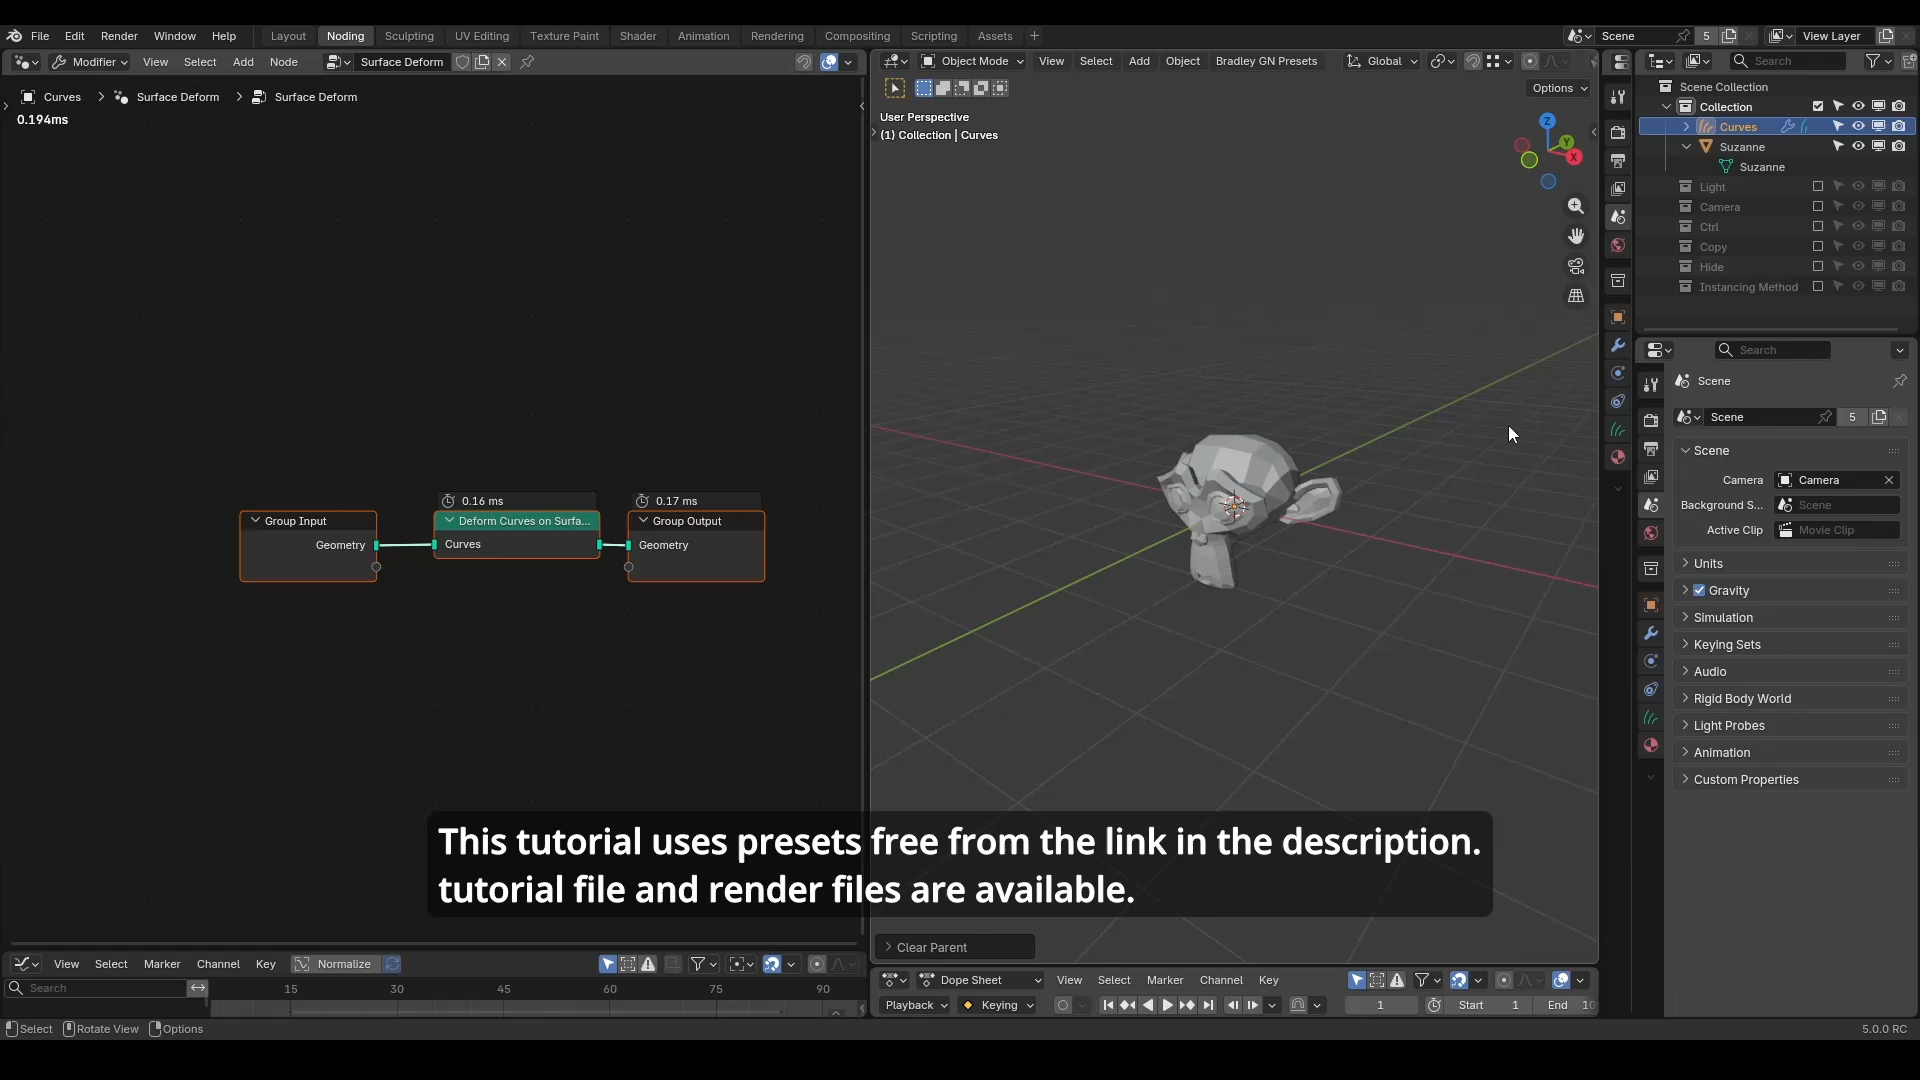 File Edit Render Window Help Layout Noding Sculpting UV Editing Texture Paint Shader Animation Rendering Compositing Scripting Assets + Scene 5 View Layer
Modifier View Select Add Node Surface Deform
Object Mode View Select Add Object Bradley GN Presets Global
Options
Curves > Surface Deform > Surface Deform
0.194ms
User Perspective
(1) Collection | Curves
Z
Y
X
0.16 ms
0.17 ms
Group Input
Geometry
Deform Curves on Surfa...
Curves
Group Output
Geometry
Search
Scene Collection
Collection
Curves
Suzanne
Suzanne
Light
Camera
Ctrl
Copy
Hide
Instancing Method
Search
Scene
Scene 5
Scene
Camera Camera
Background S... Scene
Active Clip Movie Clip
Units
Gravity
Simulation
Keying Sets
Audio
Rigid Body World
Light Probes
Animation
Custom Properties
This tutorial uses presets free from the link in the description.
tutorial file and render files are available.
Clear Parent
View Select Marker Channel Key Normalize
Search 15 30 45 60 75 90
Dope Sheet View Select Marker Channel Key
Playback Keying 1 Start 1 End 10
Select Rotate View Options
5.0.0 RC